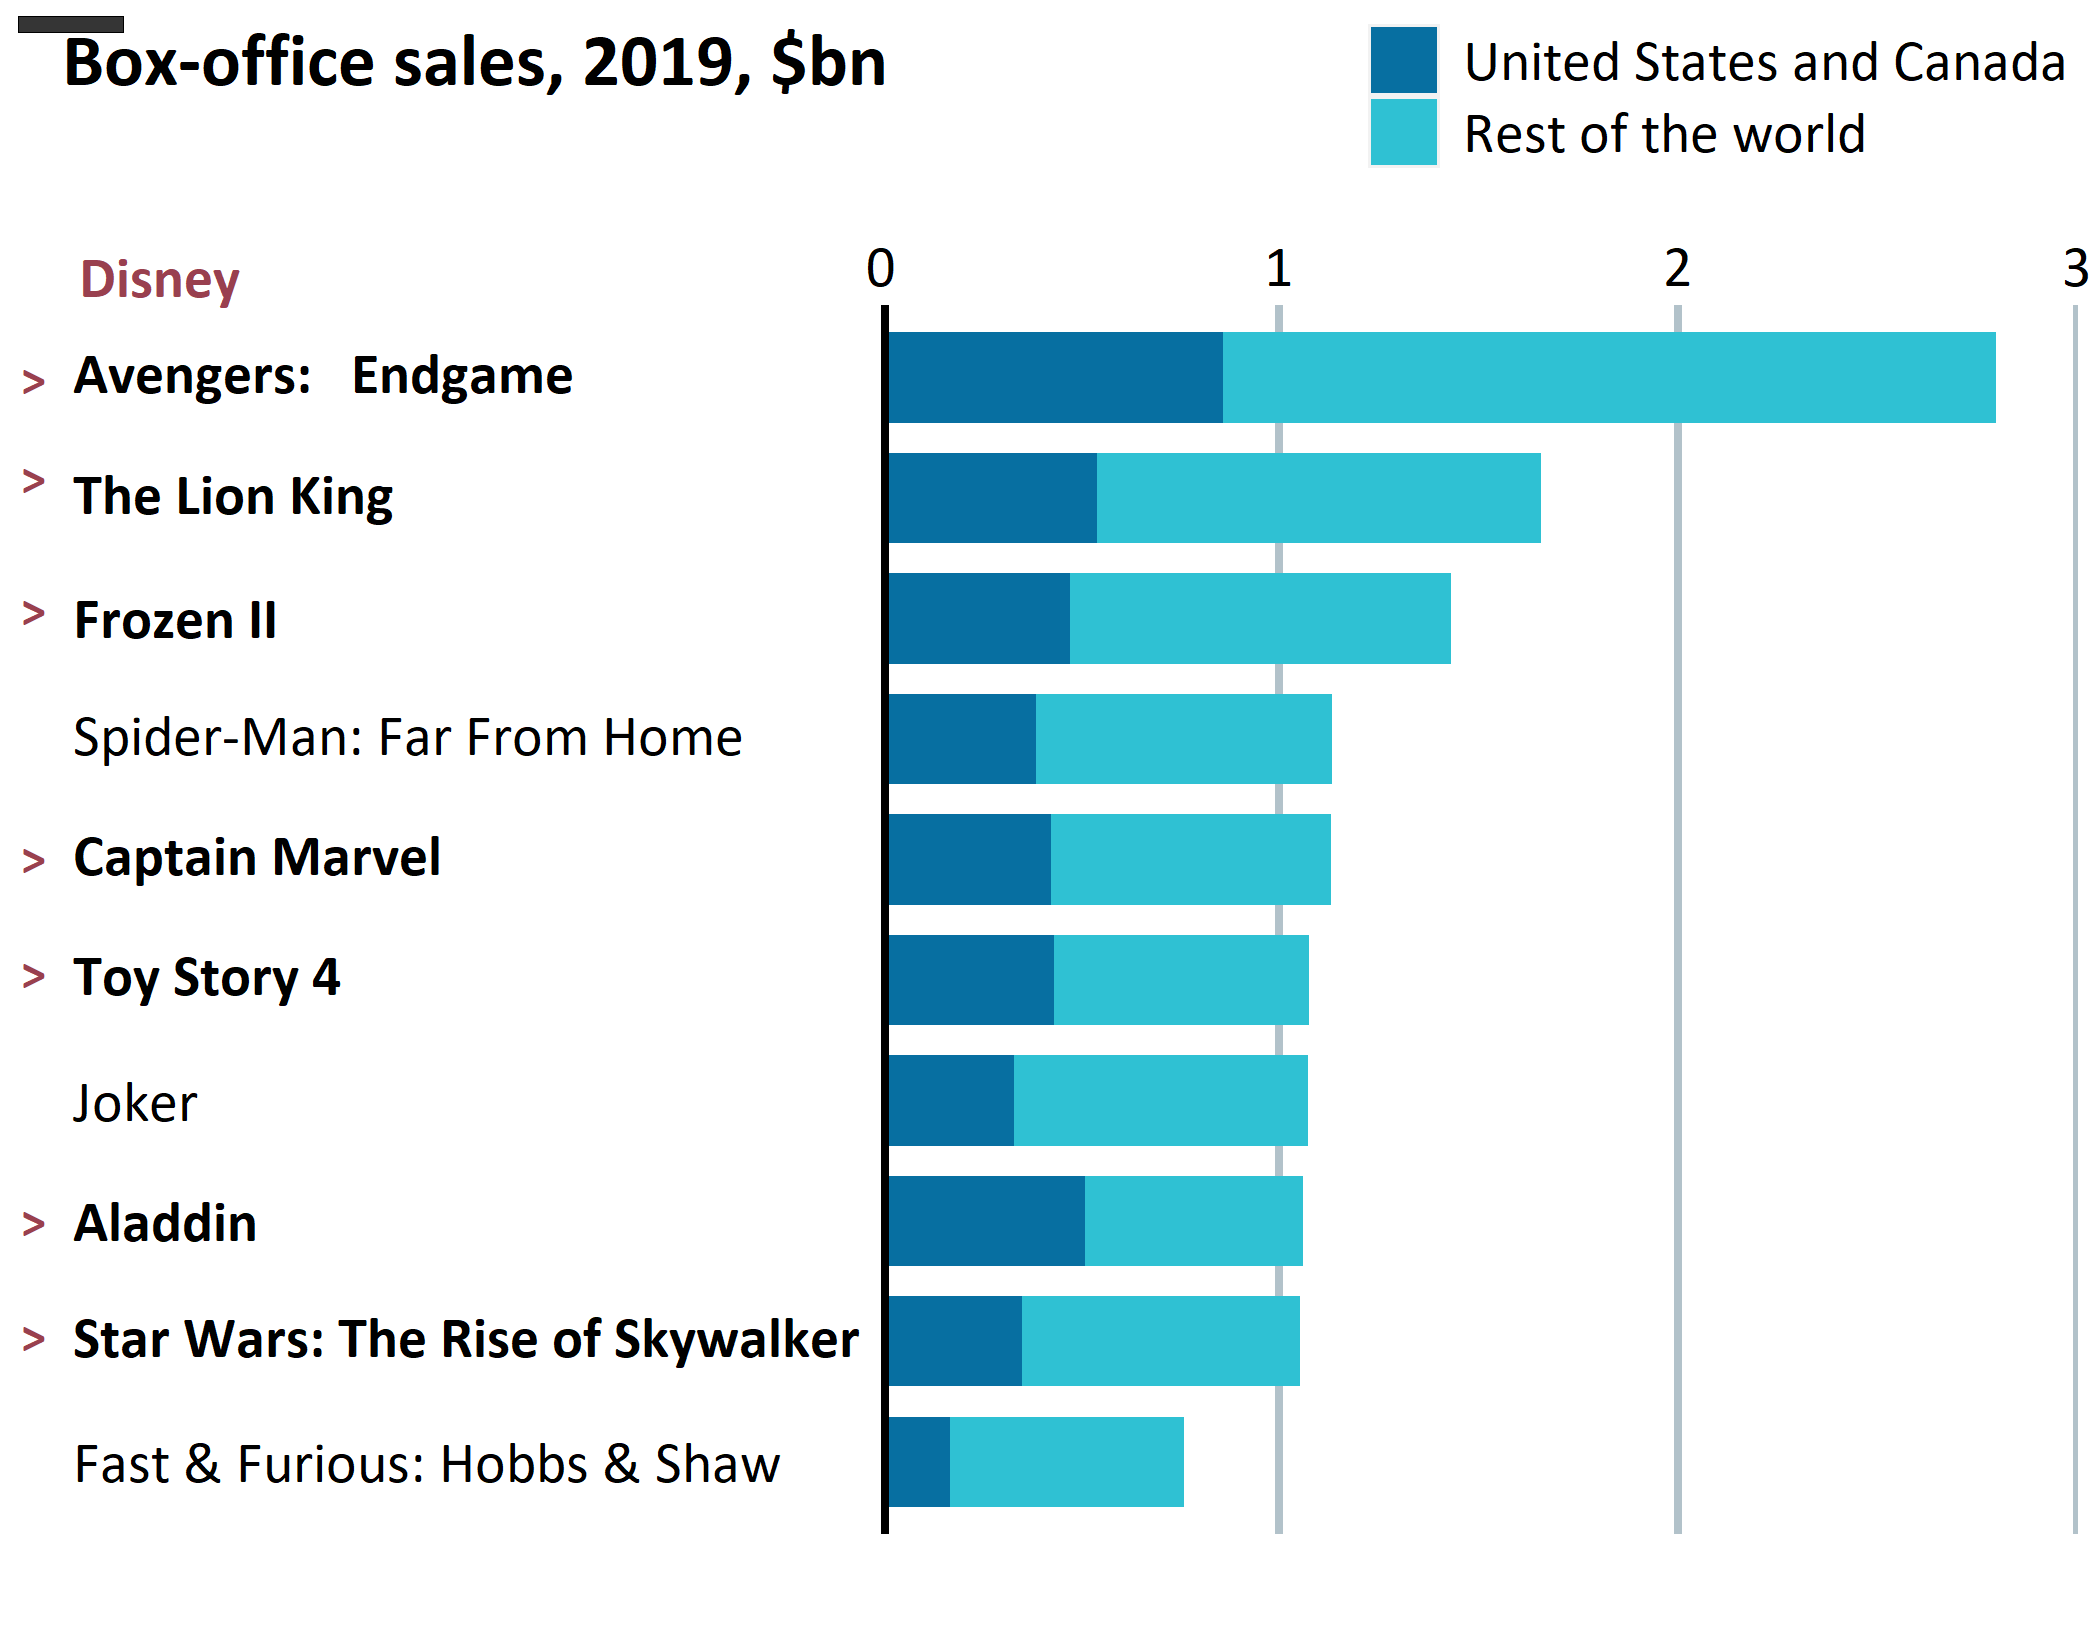 Box-office sales, 2019, $bn
United States and Canada
Rest of the world
Disney
0 1 2 3
> Avengers: Endgame
> The Lion King
> Frozen II
Spider-Man: Far From Home
> Captain Marvel
> Toy Story 4
Joker
> Aladdin
> Star Wars: The Rise of Skywalker
Fast & Furious: Hobbs & Shaw